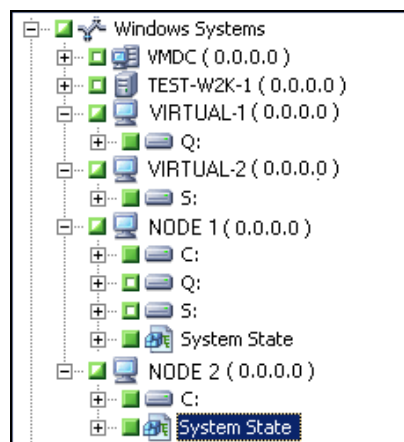 Windows Systems
VMDC ( 0.0.0.0 )
TEST-W2K-1 ( 0.0.0.0 )
VIRTUAL-1 ( 0.0.0.0 )
Q:
VIRTUAL-2 ( 0.0.0.0 )
S:
NODE 1 ( 0.0.0.0 )
C:
Q:
S:
System State
NODE 2 ( 0.0.0.0 )
C:
System State